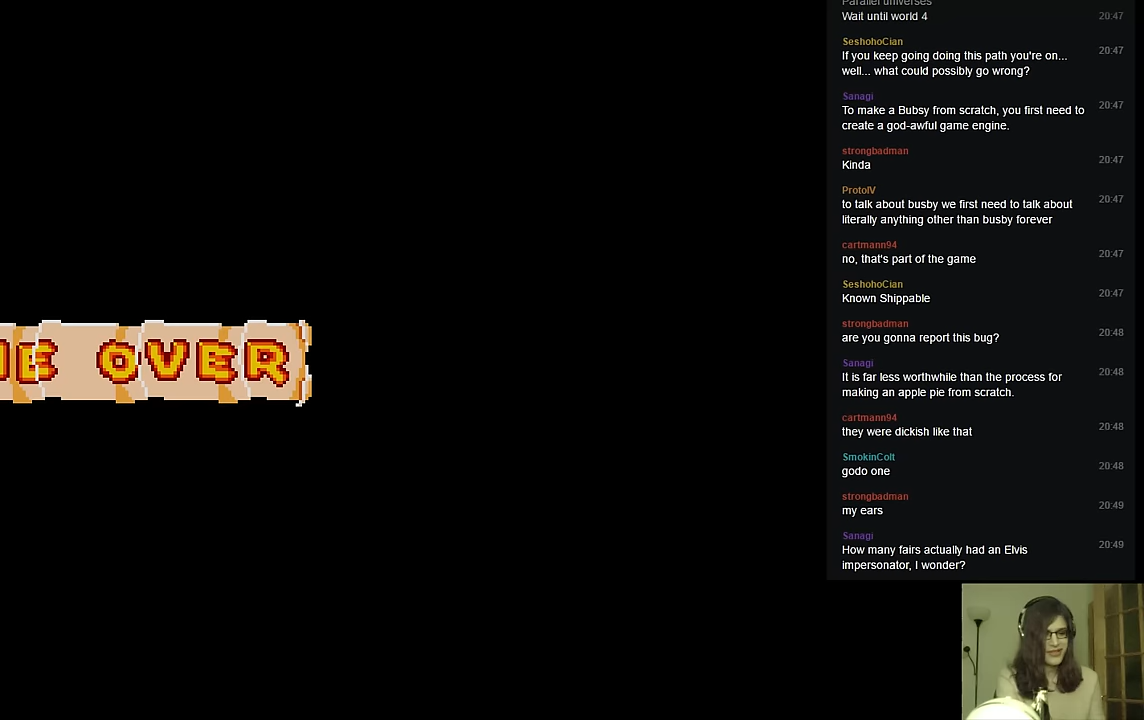 E OVER
Parallel universes
Wait until world 4
20:47
SeshohoCian
If you keep going doing this path you're on...
well... what could possibly go wrong?
20:47
Sanagi
To make a Bubsy from scratch, you first need to
create a god-awful game engine.
20:47
strongbadman
Kinda
20:47
ProtoIV
to talk about busby we first need to talk about
literally anything other than busby forever
20:47
cartmann94
no, that's part of the game
20:47
SeshohoCian
Known Shippable
20:47
strongbadman
are you gonna report this bug?
20:48
Sanagi
It is far less worthwhile than the process for
making an apple pie from scratch.
20:48
cartmann94
they were dickish like that
20:48
SmokinColt
godo one
20:48
strongbadman
my ears
20:49
Sanagi
How many fairs actually had an Elvis
impersonator, I wonder?
20:49